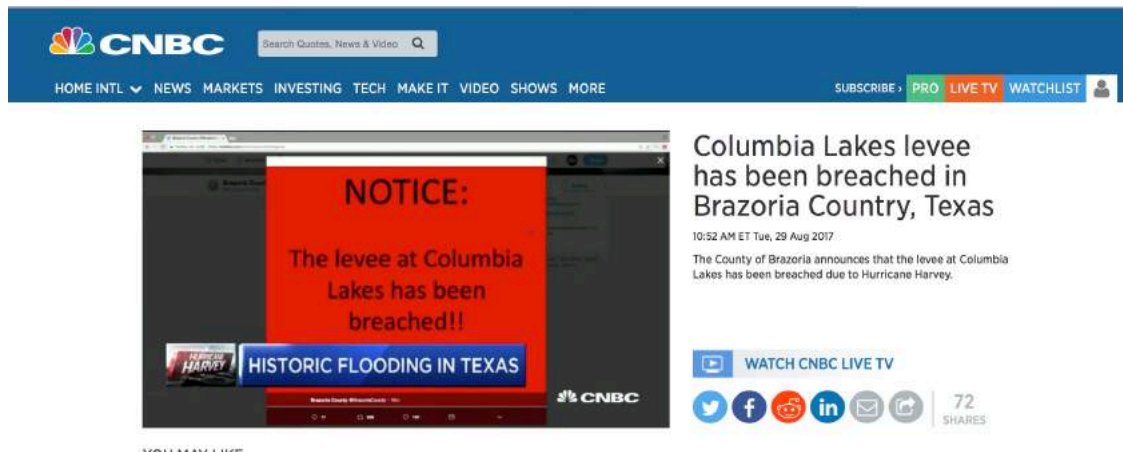 CNBC
Search Quotes, News & Video
HOME INTL NEWS MARKETS INVESTING TECH MAKE IT VIDEO SHOWS MORE
SUBSCRIBE › PRO LIVE TV WATCHLIST
NOTICE:
The levee at Columbia
Lakes has been
breached!!
HURRICANE
HARVEY
HISTORIC FLOODING IN TEXAS
CNBC
Columbia Lakes levee
has been breached in
Brazoria Country, Texas
10:52 AM ET Tue, 29 Aug 2017
The County of Brazoria announces that the levee at Columbia
Lakes has been breached due to Hurricane Harvey.
WATCH CNBC LIVE TV
72
SHARES
YOU MAY LIKE